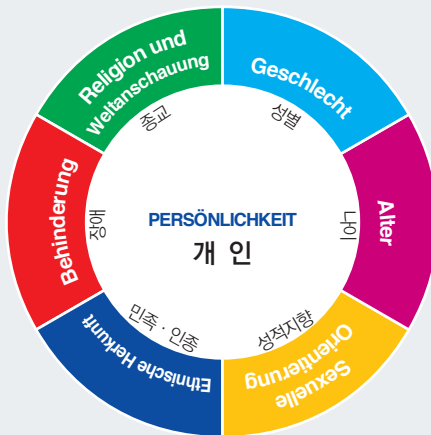 Religion und
Weltanschauung
종교
Geschlecht
성별
Alter
나이
Sexuelle
Orientierung
성적지향
Ethnische Herkunft
민족 · 인종
Behinderung
장애
PERSÖNLICHKEIT
개 인